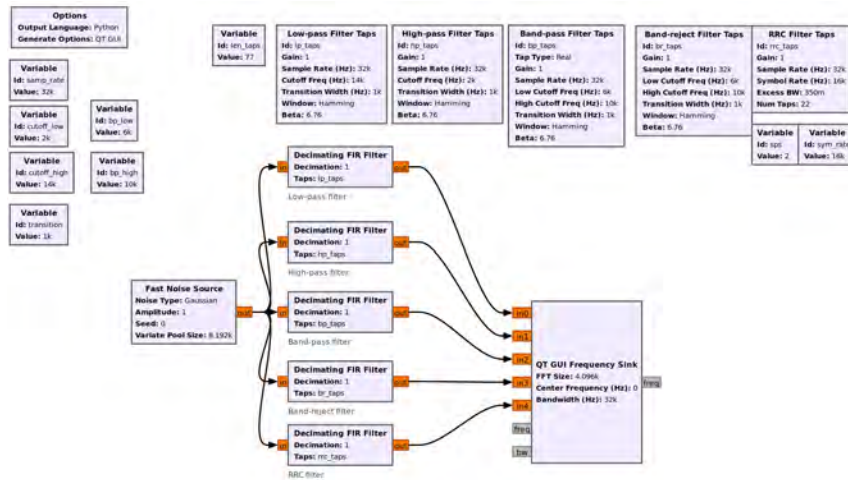 Options
Output Language: Python
Generate Options: QT GUI
Variable
Id: samp_rate
Value: 32k
Variable
Id: cutoff_low
Value: 2k
Variable
Id: bp_low
Value: 6k
Variable
Id: cutoff_high
Value: 14k
Variable
Id: bp_high
Value: 10k
Variable
Id: transition
Value: 1k
Variable
Id: len_taps
Value: 77
Low-pass Filter Taps
Id: lp_taps
Gain: 1
Sample Rate (Hz): 32k
Cutoff Freq (Hz): 14k
Transition Width (Hz): 1k
Window: Hamming
Beta: 6.76
High-pass Filter Taps
Id: hp_taps
Gain: 1
Sample Rate (Hz): 32k
Cutoff Freq (Hz): 2k
Transition Width (Hz): 1k
Window: Hamming
Beta: 6.76
Band-pass Filter Taps
Id: bp_taps
Tap Type: Real
Gain: 1
Sample Rate (Hz): 32k
Low Cutoff Freq (Hz): 6k
High Cutoff Freq (Hz): 10k
Transition Width (Hz): 1k
Window: Hamming
Beta: 6.76
Band-reject Filter Taps
Id: br_taps
Gain: 1
Sample Rate (Hz): 32k
Low Cutoff Freq (Hz): 6k
High Cutoff Freq (Hz): 10k
Transition Width (Hz): 1k
Window: Hamming
Beta: 6.76
RRC Filter Taps
Id: rrc_taps
Gain: 1
Sample Rate (Hz): 32k
Symbol Rate (Hz): 16k
Excess BW: 350m
Num Taps: 22
Variable
Id: sps
Value: 2
Variable
Id: sym_rate
Value: 16k
Fast Noise Source
Noise Type: Gaussian
Amplitude: 1
Seed: 0
Variate Pool Size: 8.192k
out
in
Decimating FIR Filter
Decimation: 1
Taps: lp_taps
out
Low-pass filter
in
Decimating FIR Filter
Decimation: 1
Taps: hp_taps
out
High-pass filter
in
Decimating FIR Filter
Decimation: 1
Taps: bp_taps
out
Band-pass filter
in
Decimating FIR Filter
Decimation: 1
Taps: br_taps
out
Band-reject filter
in
Decimating FIR Filter
Decimation: 1
Taps: rrc_taps
out
RRC filter
in0
in1
in2
in3
in4
freq
bw
QT GUI Frequency Sink
FFT Size: 4.096k
Center Frequency (Hz): 0
Bandwidth (Hz): 32k
freq